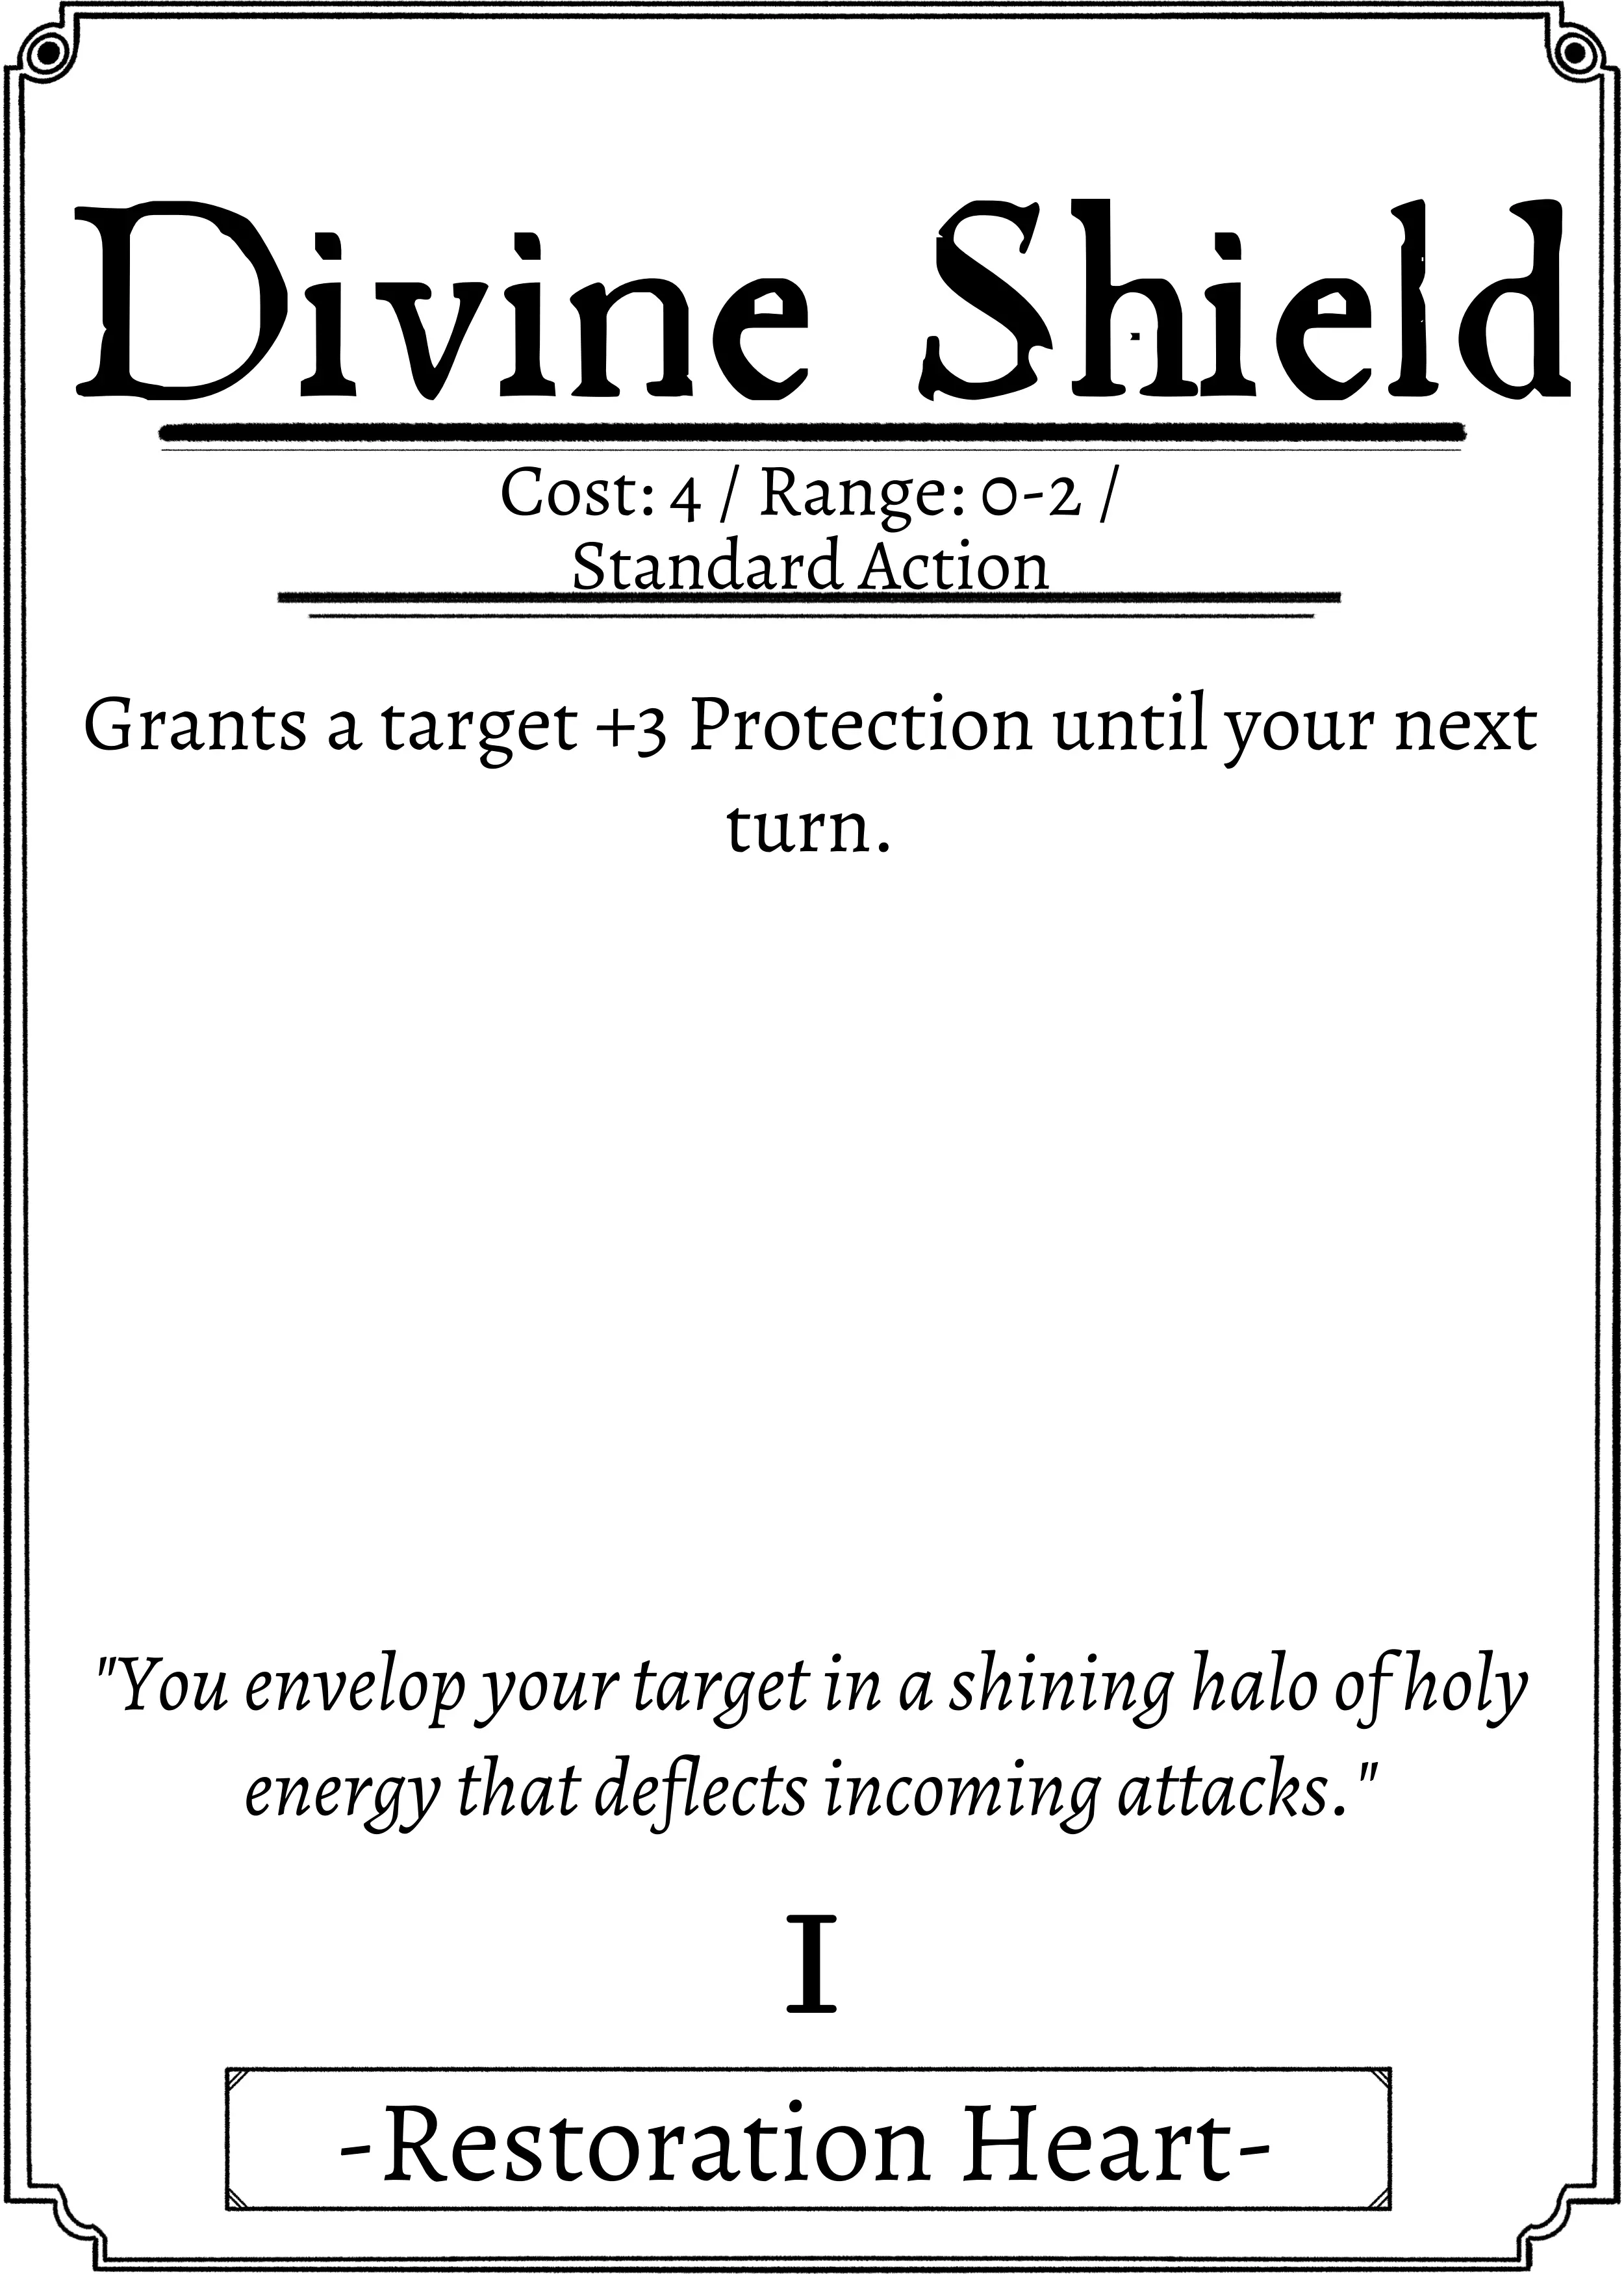 Divine Shield
Cost: 4 / Range: 0-2 /
Standard Action
Grants a target +3 Protection until your next
turn.
"You envelop your target in a shining halo of holy
energy that deflects incoming attacks."
I
-Restoration Heart-